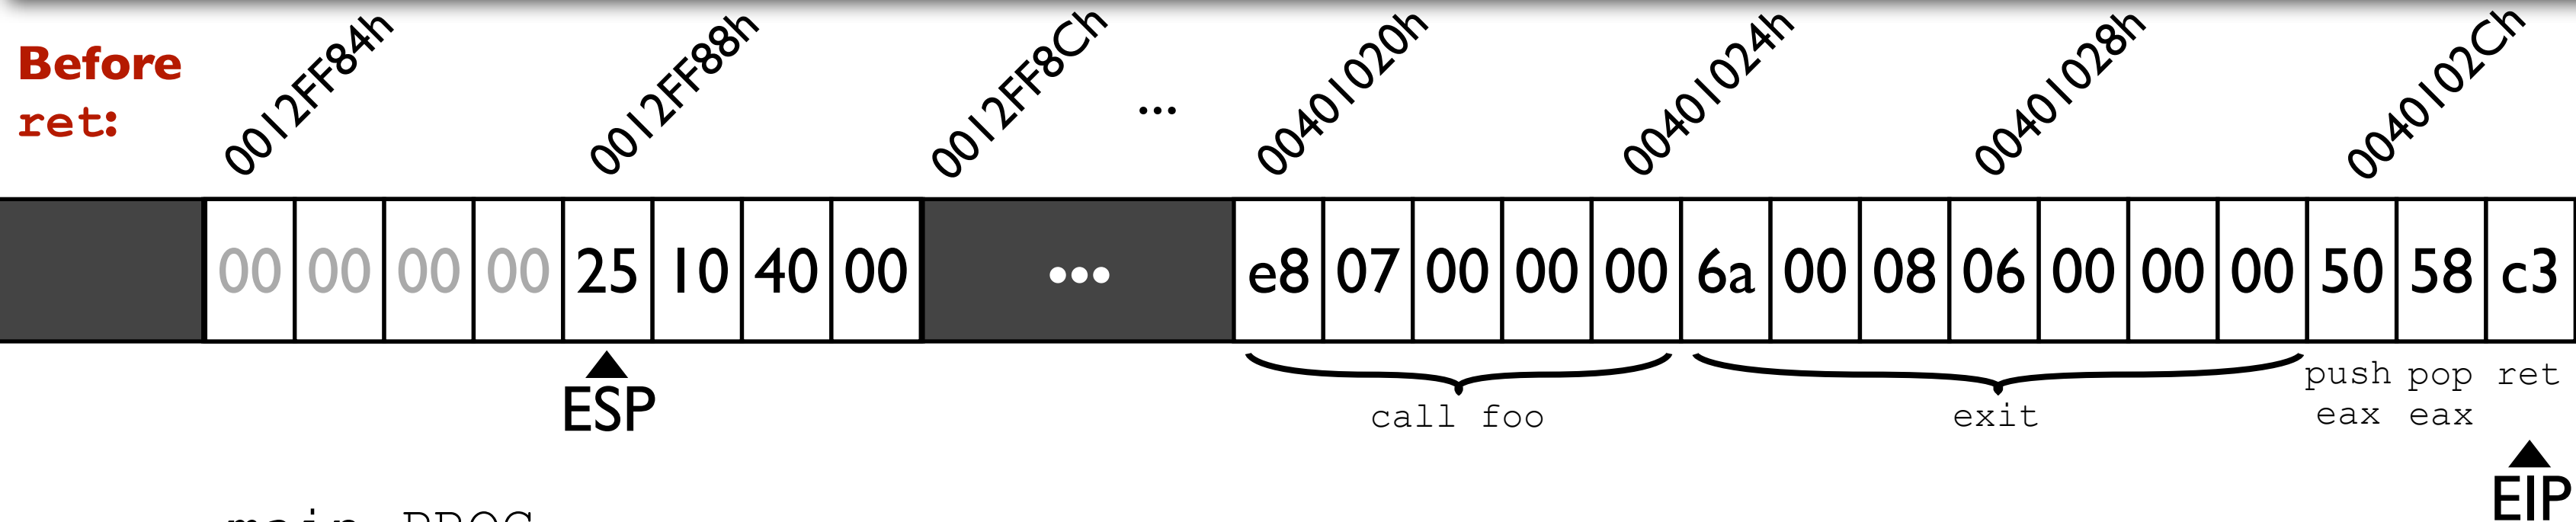 Before
ret:
0012FF84h 0012FF88h 0012FF8Ch ... 00401020h 00401024h 00401028h 0040102Ch
00 00 00 00 25 10 40 00 ... e8 07 00 00 00 6a 00 08 06 00 00 00 50 58 c3
ESP
call foo
exit
push eax
pop eax
ret
EIP
main PROC